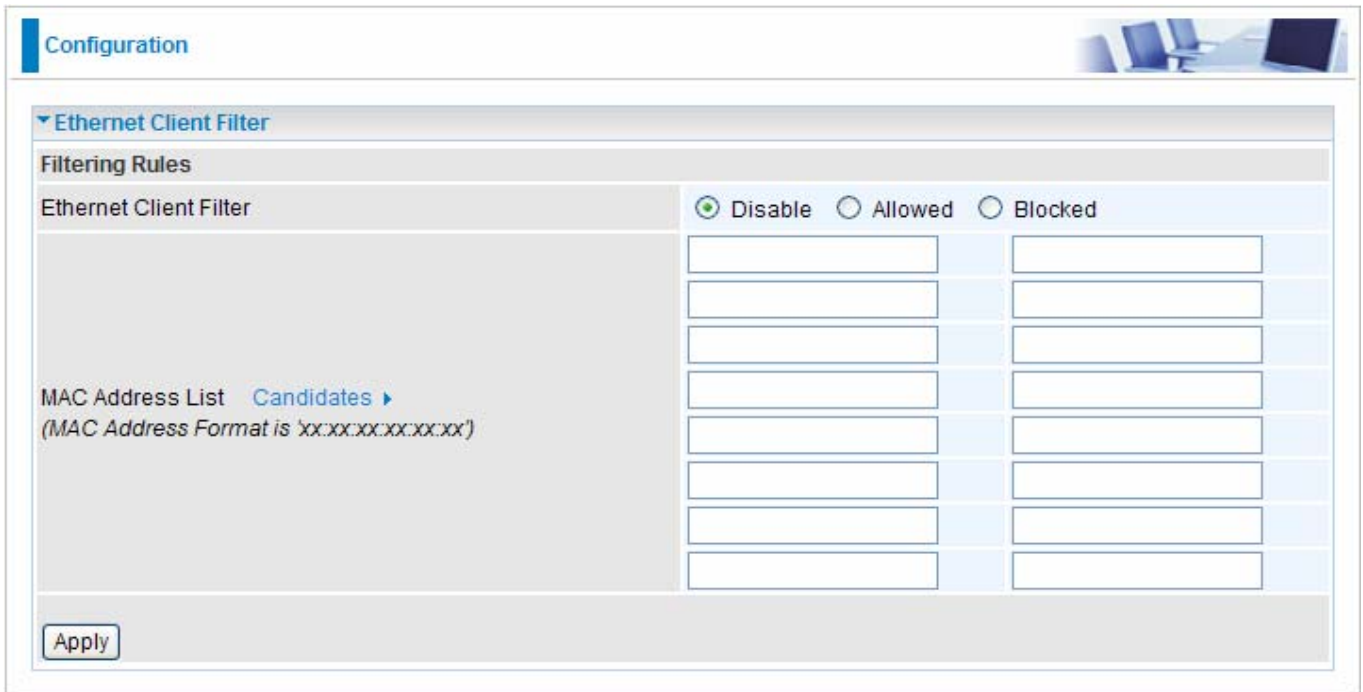 Configuration
Ethernet Client Filter
Filtering Rules
Ethernet Client Filter Disable Allowed Blocked
MAC Address List Candidates
(MAC Address Format is 'xx:xx:xx:xx:xx:xx')
Apply